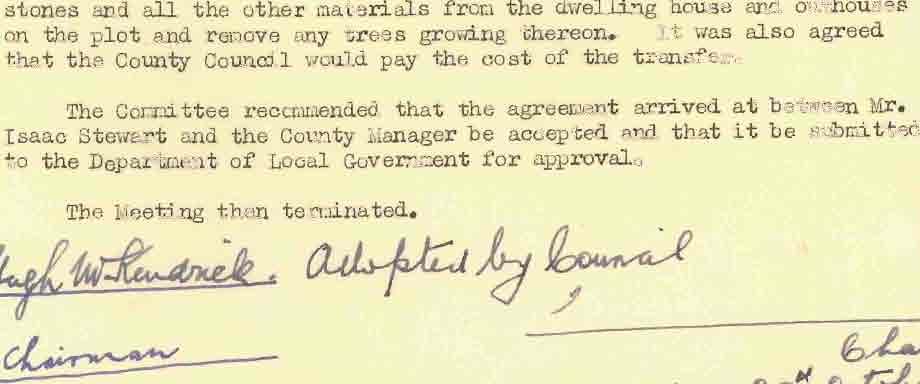 stones and all the other materials from the dwelling house and outhouses
on the plot and remove any trees growing thereon. It was also agreed
that the County Council would pay the cost of the transfer.
The Committee recommended that the agreement arrived at between Mr.
Isaac Stewart and the County Manager be accepted and that it be submitted
to the Department of Local Government for approval.
The Meeting then terminated.
Hugh McKendrick. Adopted by Council
Chairman